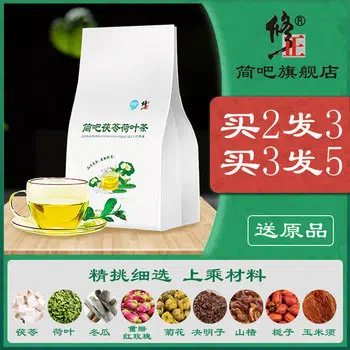 修正®
简吧旗舰店
买2发3
买3发5
送原品
简吧茯苓荷叶茶
精挑细选 上乘材料
茯苓 荷叶 冬瓜 重瓣红玫瑰 菊花 决明子 山楂 栀子 玉米须